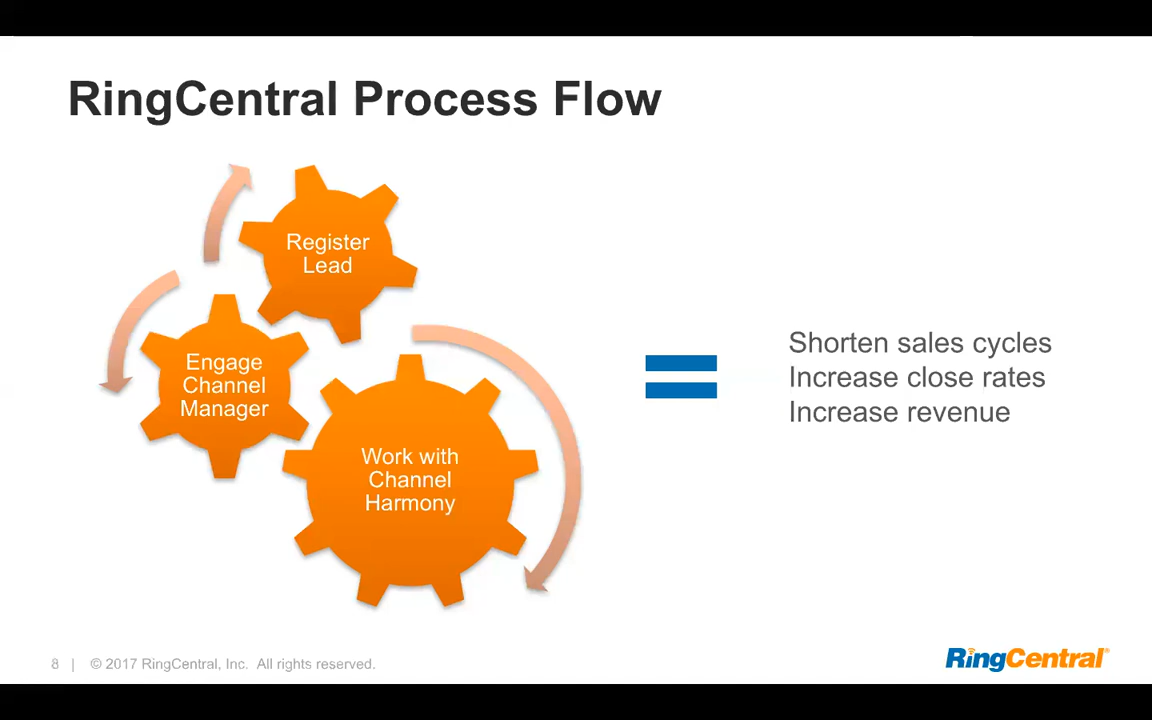 RingCentral Process Flow
Register
Lead
Engage
Channel
Manager
Work with
Channel
Harmony
Shorten sales cycles
Increase close rates
Increase revenue
8 | © 2017 RingCentral, Inc. All rights reserved.
RingCentral®